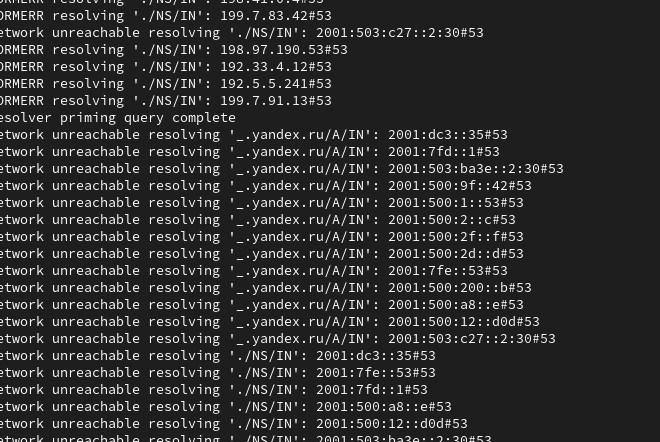 ORMERR resolving './NS/IN': 199.7.83.42#53
etwork unreachable resolving './NS/IN': 2001:503:c27::2:30#53
ORMERR resolving './NS/IN': 198.97.190.53#53
ORMERR resolving './NS/IN': 192.33.4.12#53
ORMERR resolving './NS/IN': 192.5.5.241#53
ORMERR resolving './NS/IN': 199.7.91.13#53
esolver priming query complete
etwork unreachable resolving '_.yandex.ru/A/IN': 2001:dc3::35#53
etwork unreachable resolving '_.yandex.ru/A/IN': 2001:7fd::1#53
etwork unreachable resolving '_.yandex.ru/A/IN': 2001:503:ba3e::2:30#53
etwork unreachable resolving '_.yandex.ru/A/IN': 2001:500:9f::42#53
etwork unreachable resolving '_.yandex.ru/A/IN': 2001:500:1::53#53
etwork unreachable resolving '_.yandex.ru/A/IN': 2001:500:2::c#53
etwork unreachable resolving '_.yandex.ru/A/IN': 2001:500:2f::f#53
etwork unreachable resolving '_.yandex.ru/A/IN': 2001:500:2d::d#53
etwork unreachable resolving '_.yandex.ru/A/IN': 2001:7fe::53#53
etwork unreachable resolving '_.yandex.ru/A/IN': 2001:500:200::b#53
etwork unreachable resolving '_.yandex.ru/A/IN': 2001:500:a8::e#53
etwork unreachable resolving '_.yandex.ru/A/IN': 2001:500:12::d0d#53
etwork unreachable resolving '_.yandex.ru/A/IN': 2001:503:c27::2:30#53
etwork unreachable resolving './NS/IN': 2001:dc3::35#53
etwork unreachable resolving './NS/IN': 2001:7fe::53#53
etwork unreachable resolving './NS/IN': 2001:7fd::1#53
etwork unreachable resolving './NS/IN': 2001:500:a8::e#53
etwork unreachable resolving './NS/IN': 2001:500:12::d0d#53
etwork unreachable resolving './NS/IN': 2001:503:ba3e::2:30#53